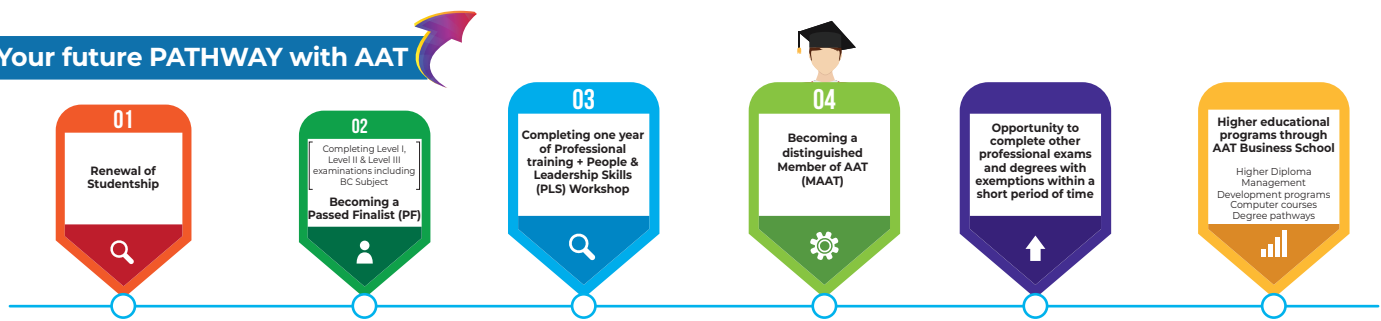 Your future PATHWAY with AAT
01
Renewal of
Studentship
02
Completing Level I,
Level II & Level III
examinations including
BC Subject
Becoming a
Passed Finalist (PF)
03
Completing one year
of Professional
training + People &
Leadership Skills
(PLS) Workshop
04
Becoming a
distinguished
Member of AAT
(MAAT)
Opportunity to
complete other
professional exams
and degrees with
exemptions within a
short period of time
Higher educational
programs through
AAT Business School
Higher Diploma
Management
Development programs
Computer courses
Degree pathways